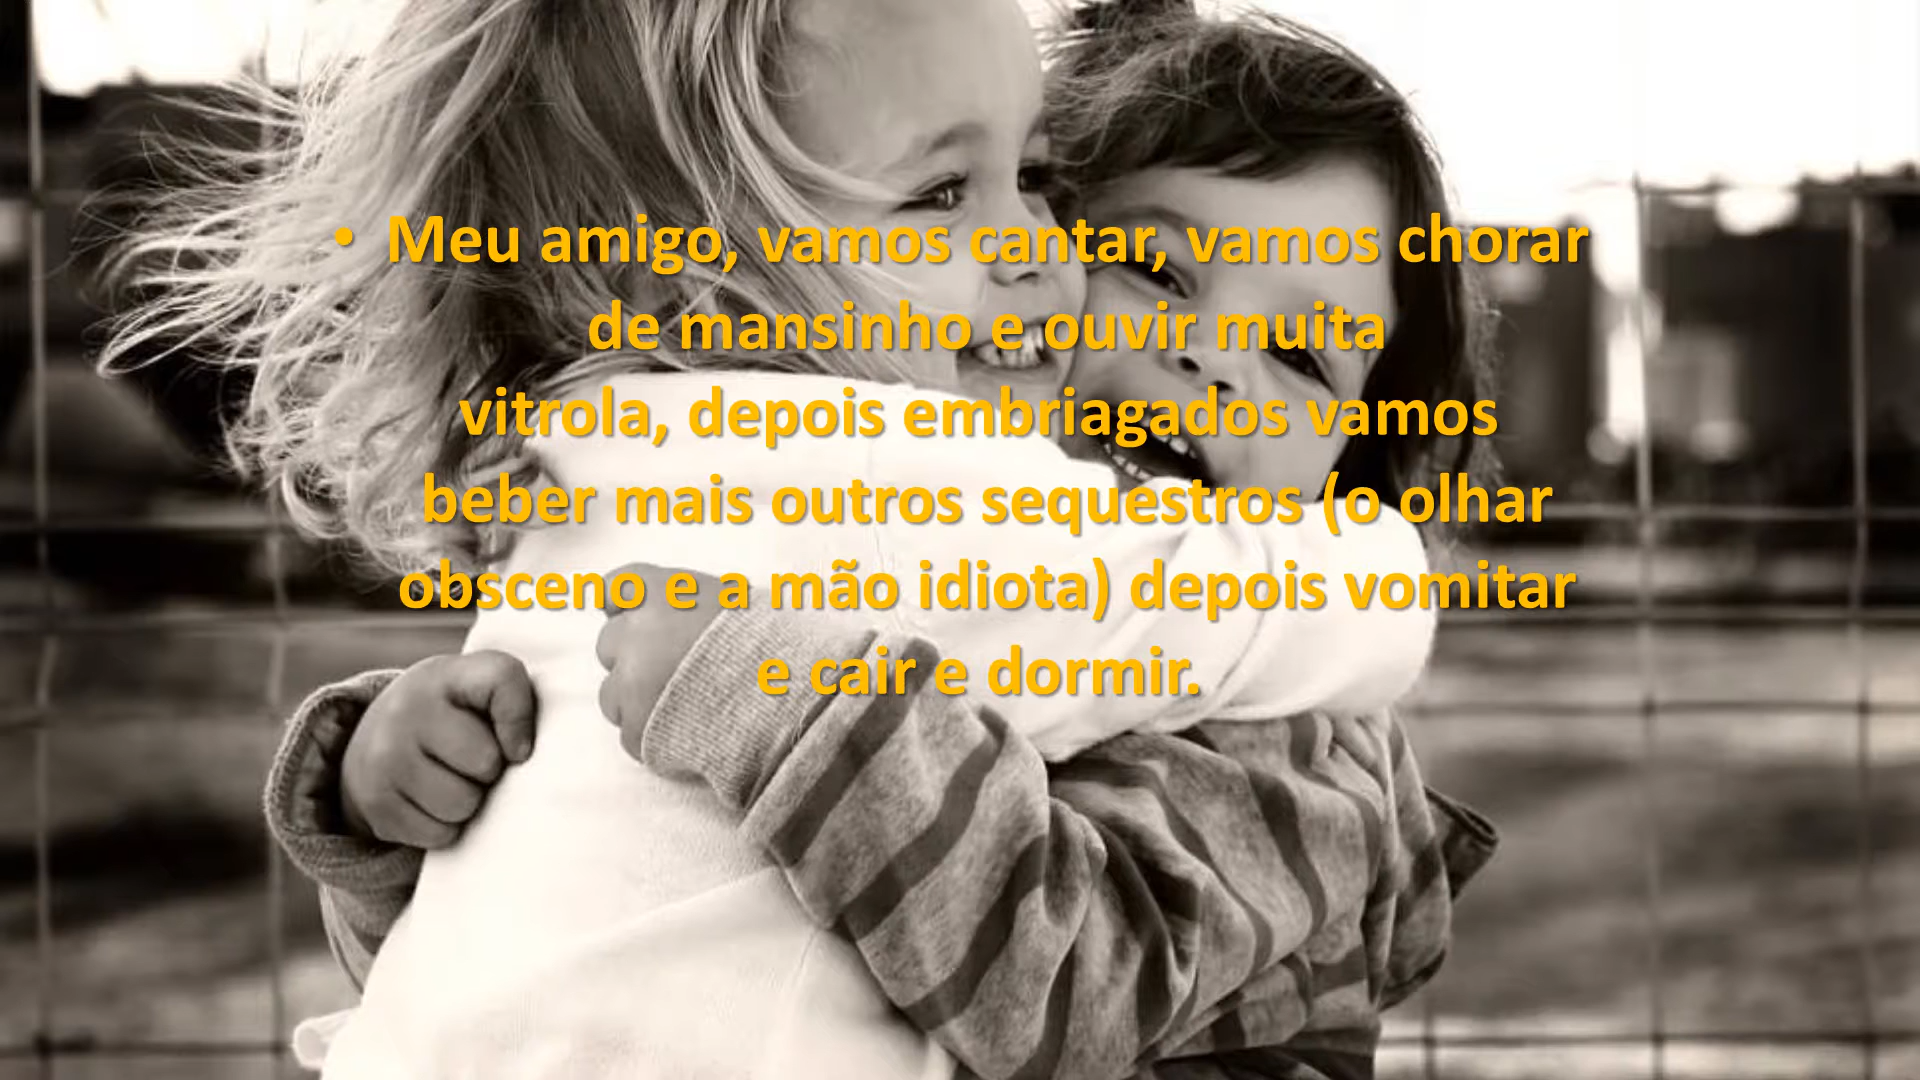 • Meu amigo, vamos cantar, vamos chorar
de mansinho e ouvir muita
vitrola, depois embriagados vamos
beber mais outros sequestros (o olhar
obsceno e a mão idiota) depois vomitar
e cair e dormir.